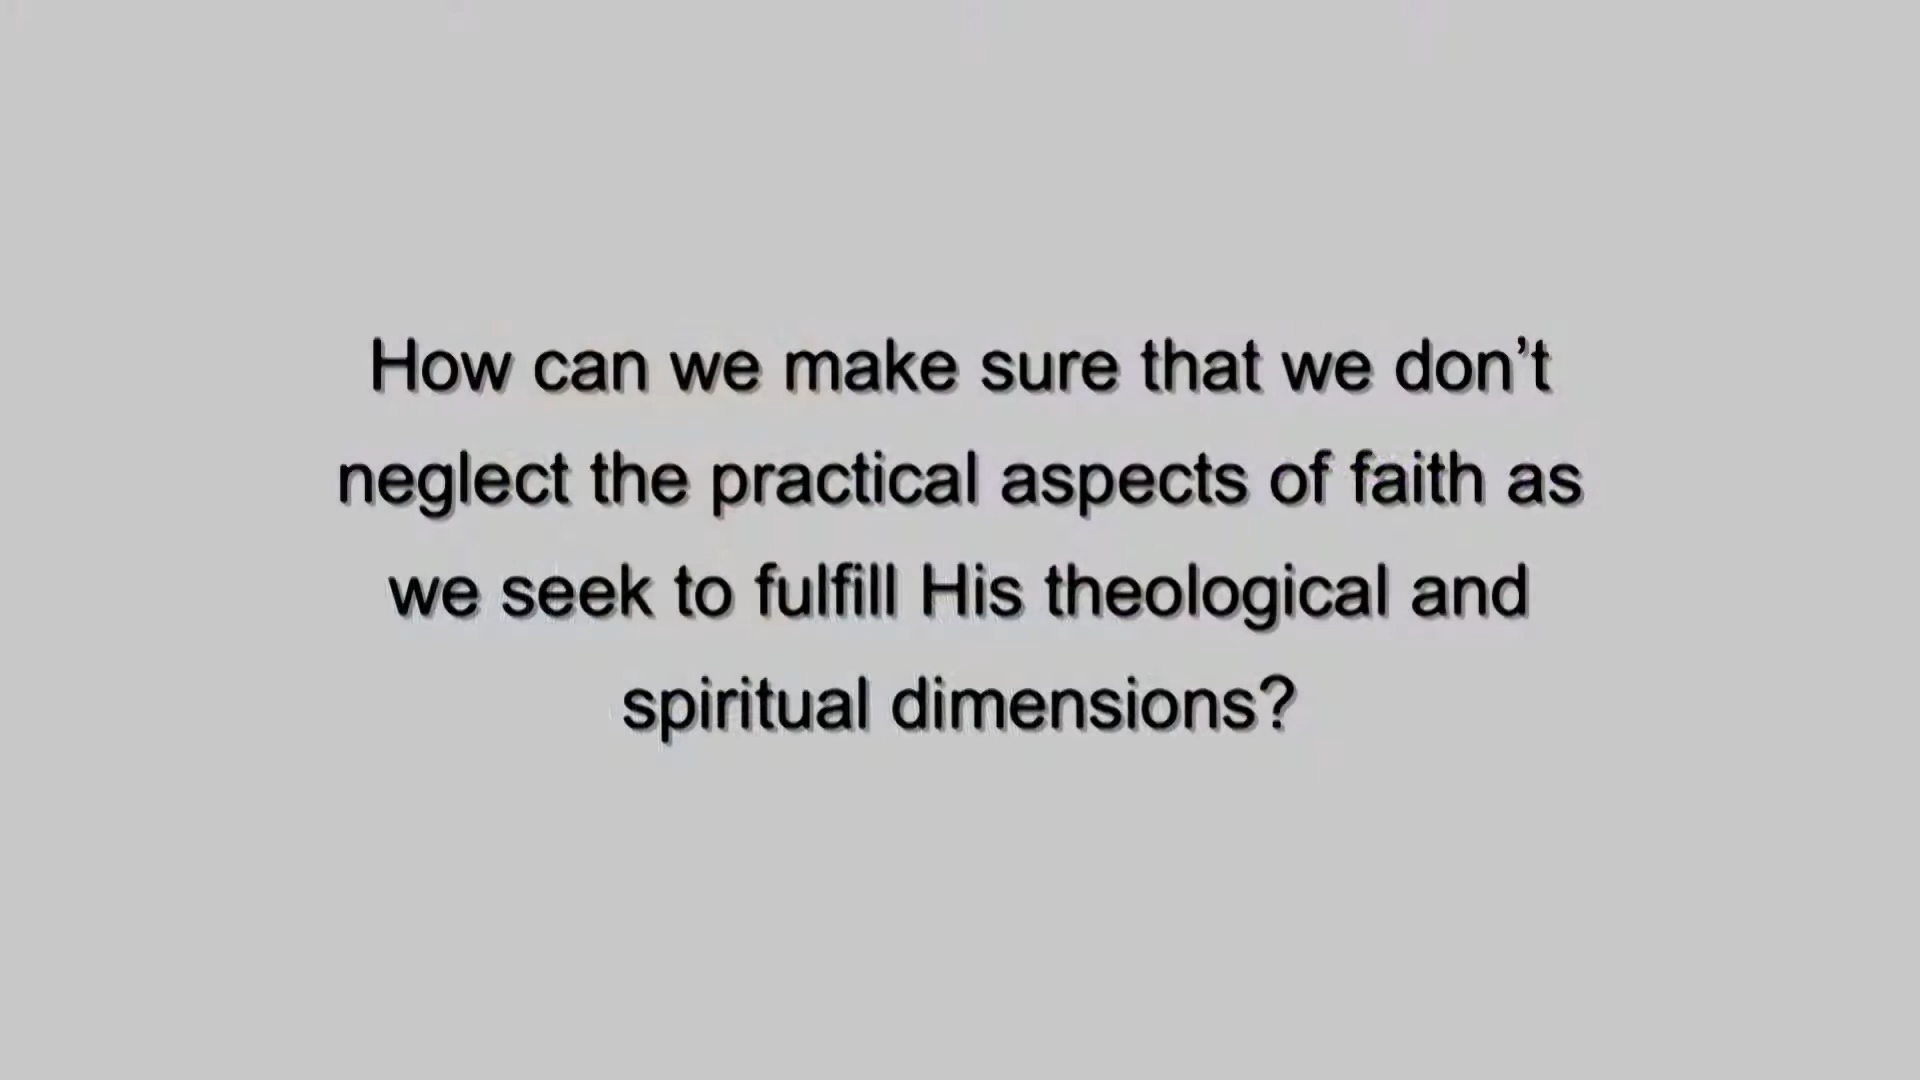 How can we make sure that we don’t
neglect the practical aspects of faith as
we seek to fulfill His theological and
spiritual dimensions?